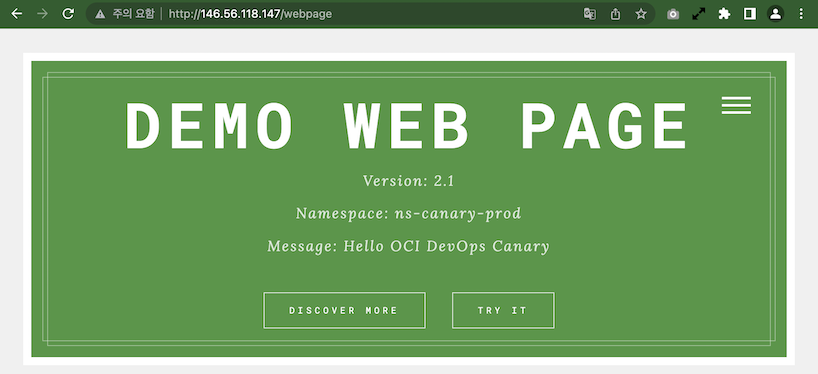 주의 요함 http://146.56.118.147/webpage
DEMO WEB PAGE
Version: 2.1
Namespace: ns-canary-prod
Message: Hello OCI DevOps Canary
DISCOVER MORE TRY IT